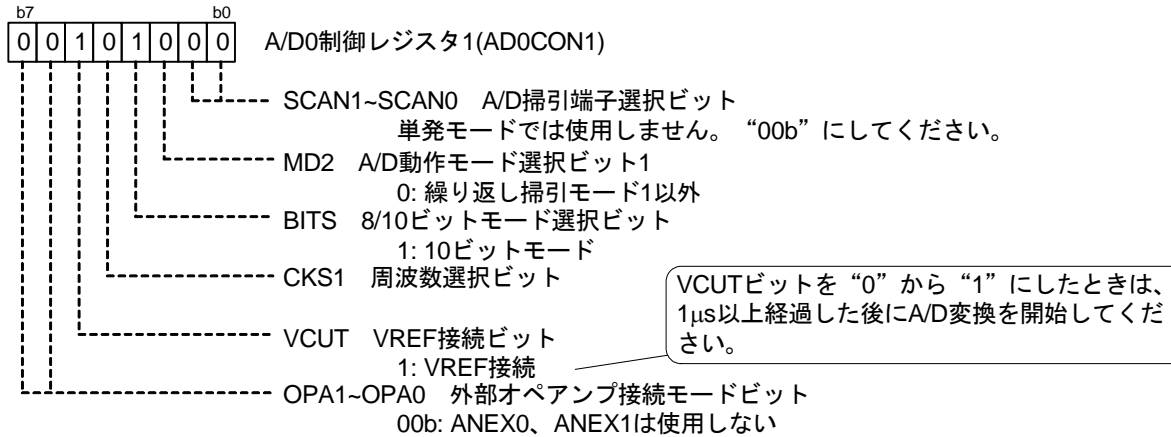 b7 b0
0 0 1 0 1 0 0 0 A/D0制御レジスタ1(AD0CON1)
SCAN1~SCAN0 A/D掃引端子選択ビット
単発モードでは使用しません。“00b”にしてください。
MD2 A/D動作モード選択ビット1
0: 繰り返し掃引モード1以外
BITS 8/10ビットモード選択ビット
1: 10ビットモード
CKS1 周波数選択ビット
VCUT VREF接続ビット
1: VREF接続
VCUTビットを“0”から“1”にしたときは、
1μs以上経過した後にA/D変換を開始してくだ
さい。
OPA1~OPA0 外部オペアンプ接続モードビット
00b: ANEX0、ANEX1は使用しない